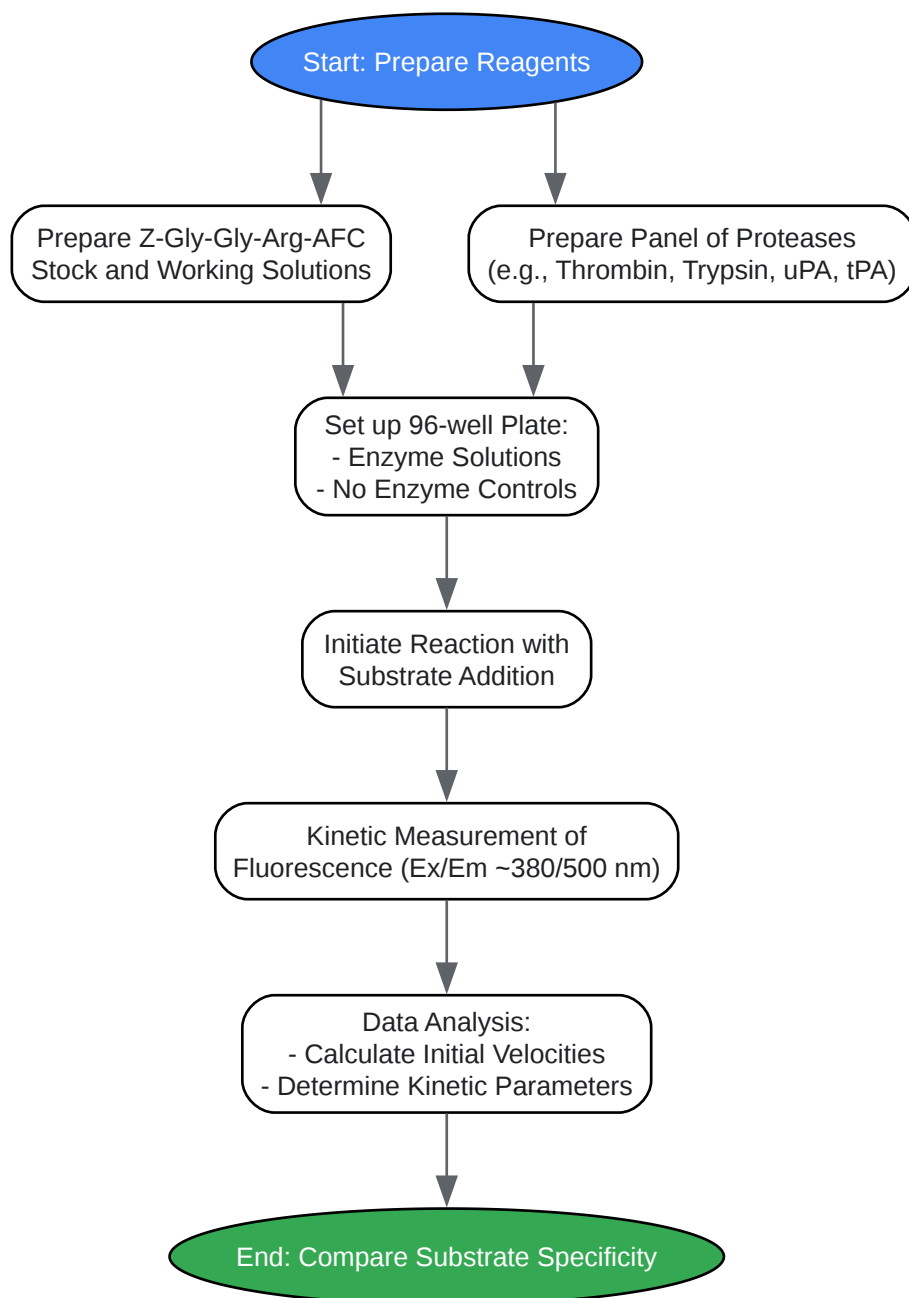 Start: Prepare Reagents
Prepare Z-Gly-Gly-Arg-AFC
Stock and Working Solutions
Prepare Panel of Proteases
(e.g., Thrombin, Trypsin, uPA, tPA)
Set up 96-well Plate:
- Enzyme Solutions
- No Enzyme Controls
Initiate Reaction with
Substrate Addition
Kinetic Measurement of
Fluorescence (Ex/Em ~380/500 nm)
Data Analysis:
- Calculate Initial Velocities
- Determine Kinetic Parameters
End: Compare Substrate Specificity